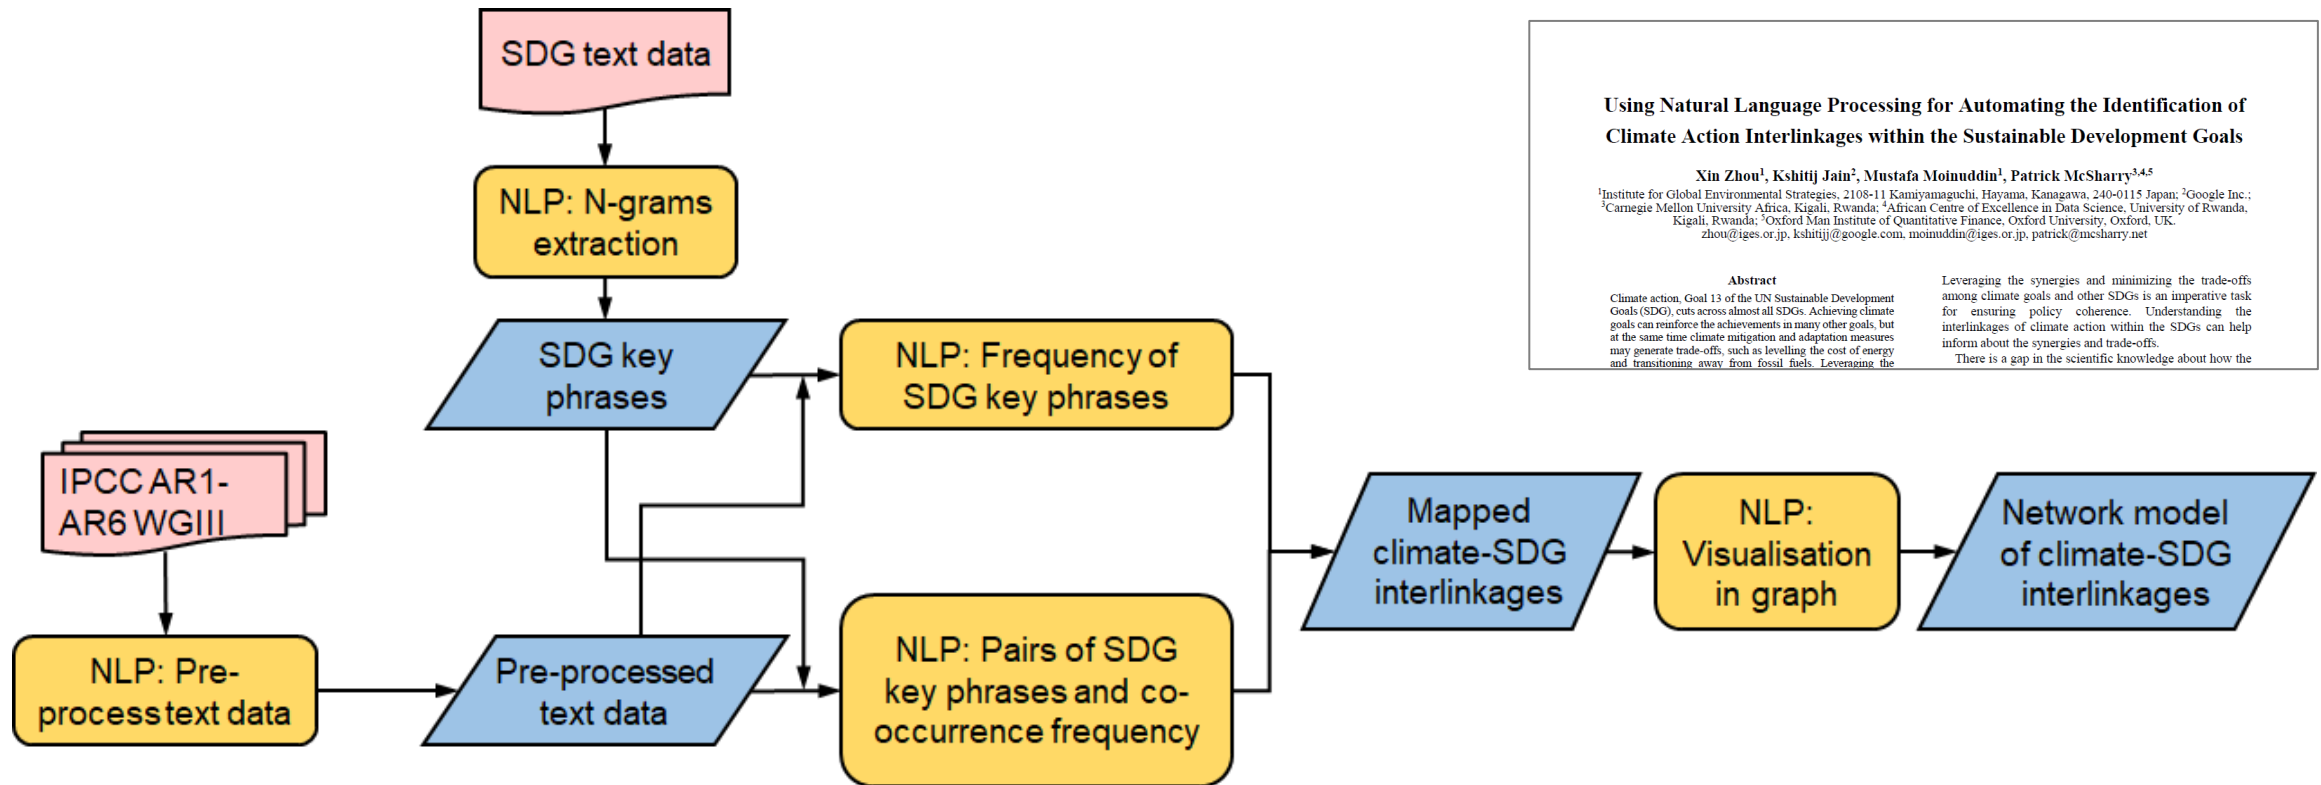 SDG text data
NLP: N-grams
extraction
SDG key
phrases
NLP: Frequency of
SDG key phrases
IPCC AR1-
AR6 WGIII
NLP: Pre-
process text data
Pre-processed
text data
NLP: Pairs of SDG
key phrases and co-
occurrence frequency
Mapped
climate-SDG
interlinkages
NLP:
Visualisation
in graph
Network model
of climate-SDG
interlinkages
Using Natural Language Processing for Automating the Identification of
Climate Action Interlinkages within the Sustainable Development Goals
Xin Zhou1, Kshitij Jain2, Mustafa Moinuddin1, Patrick McSharry3,4,5
1Institute for Global Environmental Strategies, 2108-11 Kamiyamaguchi, Hayama, Kanagawa, 240-0115 Japan; 2Google Inc.;
3Carnegie Mellon University Africa, Kigali, Rwanda; 4African Centre of Excellence in Data Science, University of Rwanda,
Kigali, Rwanda; 5Oxford Man Institute of Quantitative Finance, Oxford University, Oxford, UK.
zhou@iges.or.jp, kshitijj@google.com, moinuddin@iges.or.jp, patrick@mcsharry.net
Abstract
Climate action, Goal 13 of the UN Sustainable Development
Goals (SDG), cuts across almost all SDGs. Achieving climate
goals can reinforce the achievements in many other goals, but
at the same time climate mitigation and adaptation measures
may generate trade-offs, such as levelling the cost of energy
and transitioning away from fossil fuels. Leveraging the
Leveraging the synergies and minimizing the trade-offs
among climate goals and other SDGs is an imperative task
for ensuring policy coherence. Understanding the
interlinkages of climate action within the SDGs can help
inform about the synergies and trade-offs.
There is a gap in the scientific knowledge about how the